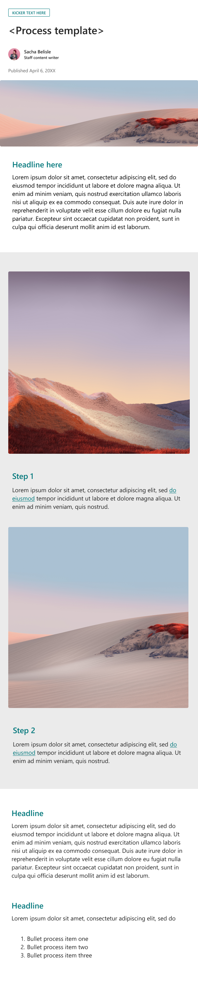 KICKER TEXT HERE
<Process template>
Sacha Belisle
Staff content writer
Published April 6, 20XX
Headline here
Lorem ipsum dolor sit amet, consectetur adipiscing elit, sed do
eiusmod tempor incididunt ut labore et dolore magna aliqua. Ut
enim ad minim veniam, quis nostrud exercitation ullamco laboris
nisi ut aliquip ex ea commodo consequat. Duis aute irure dolor in
reprehenderit in voluptate velit esse cillum dolore eu fugiat nulla
pariatur. Excepteur sint occaecat cupidatat non proident, sunt in
culpa qui officia deserunt mollit anim id est laborum.
Step 1
Lorem ipsum dolor sit amet, consectetur adipiscing elit, sed do
eiusmod tempor incididunt ut labore et dolore magna aliqua. Ut
enim ad minim veniam, quis nostrud.
Step 2
Lorem ipsum dolor sit amet, consectetur adipiscing elit, sed do
eiusmod tempor incididunt ut labore et dolore magna aliqua. Ut
enim ad minim veniam, quis nostrud.
Headline
Lorem ipsum dolor sit amet, consectetur adipiscing elit, sed do
eiusmod tempor incididunt ut labore et dolore magna aliqua. Ut
enim ad minim veniam, quis nostrud exercitation ullamco laboris
nisi ut aliquip ex ea commodo consequat. Duis aute irure dolor in
reprehenderit in voluptate velit esse cillum dolore eu fugiat nulla
pariatur. Excepteur sint occaecat cupidatat non proident, sunt in
culpa qui officia deserunt mollit anim id est laborum.
Headline
Lorem ipsum dolor sit amet, consectetur adipiscing elit, sed do
1. Bullet process item one
2. Bullet process item two
3. Bullet process item three